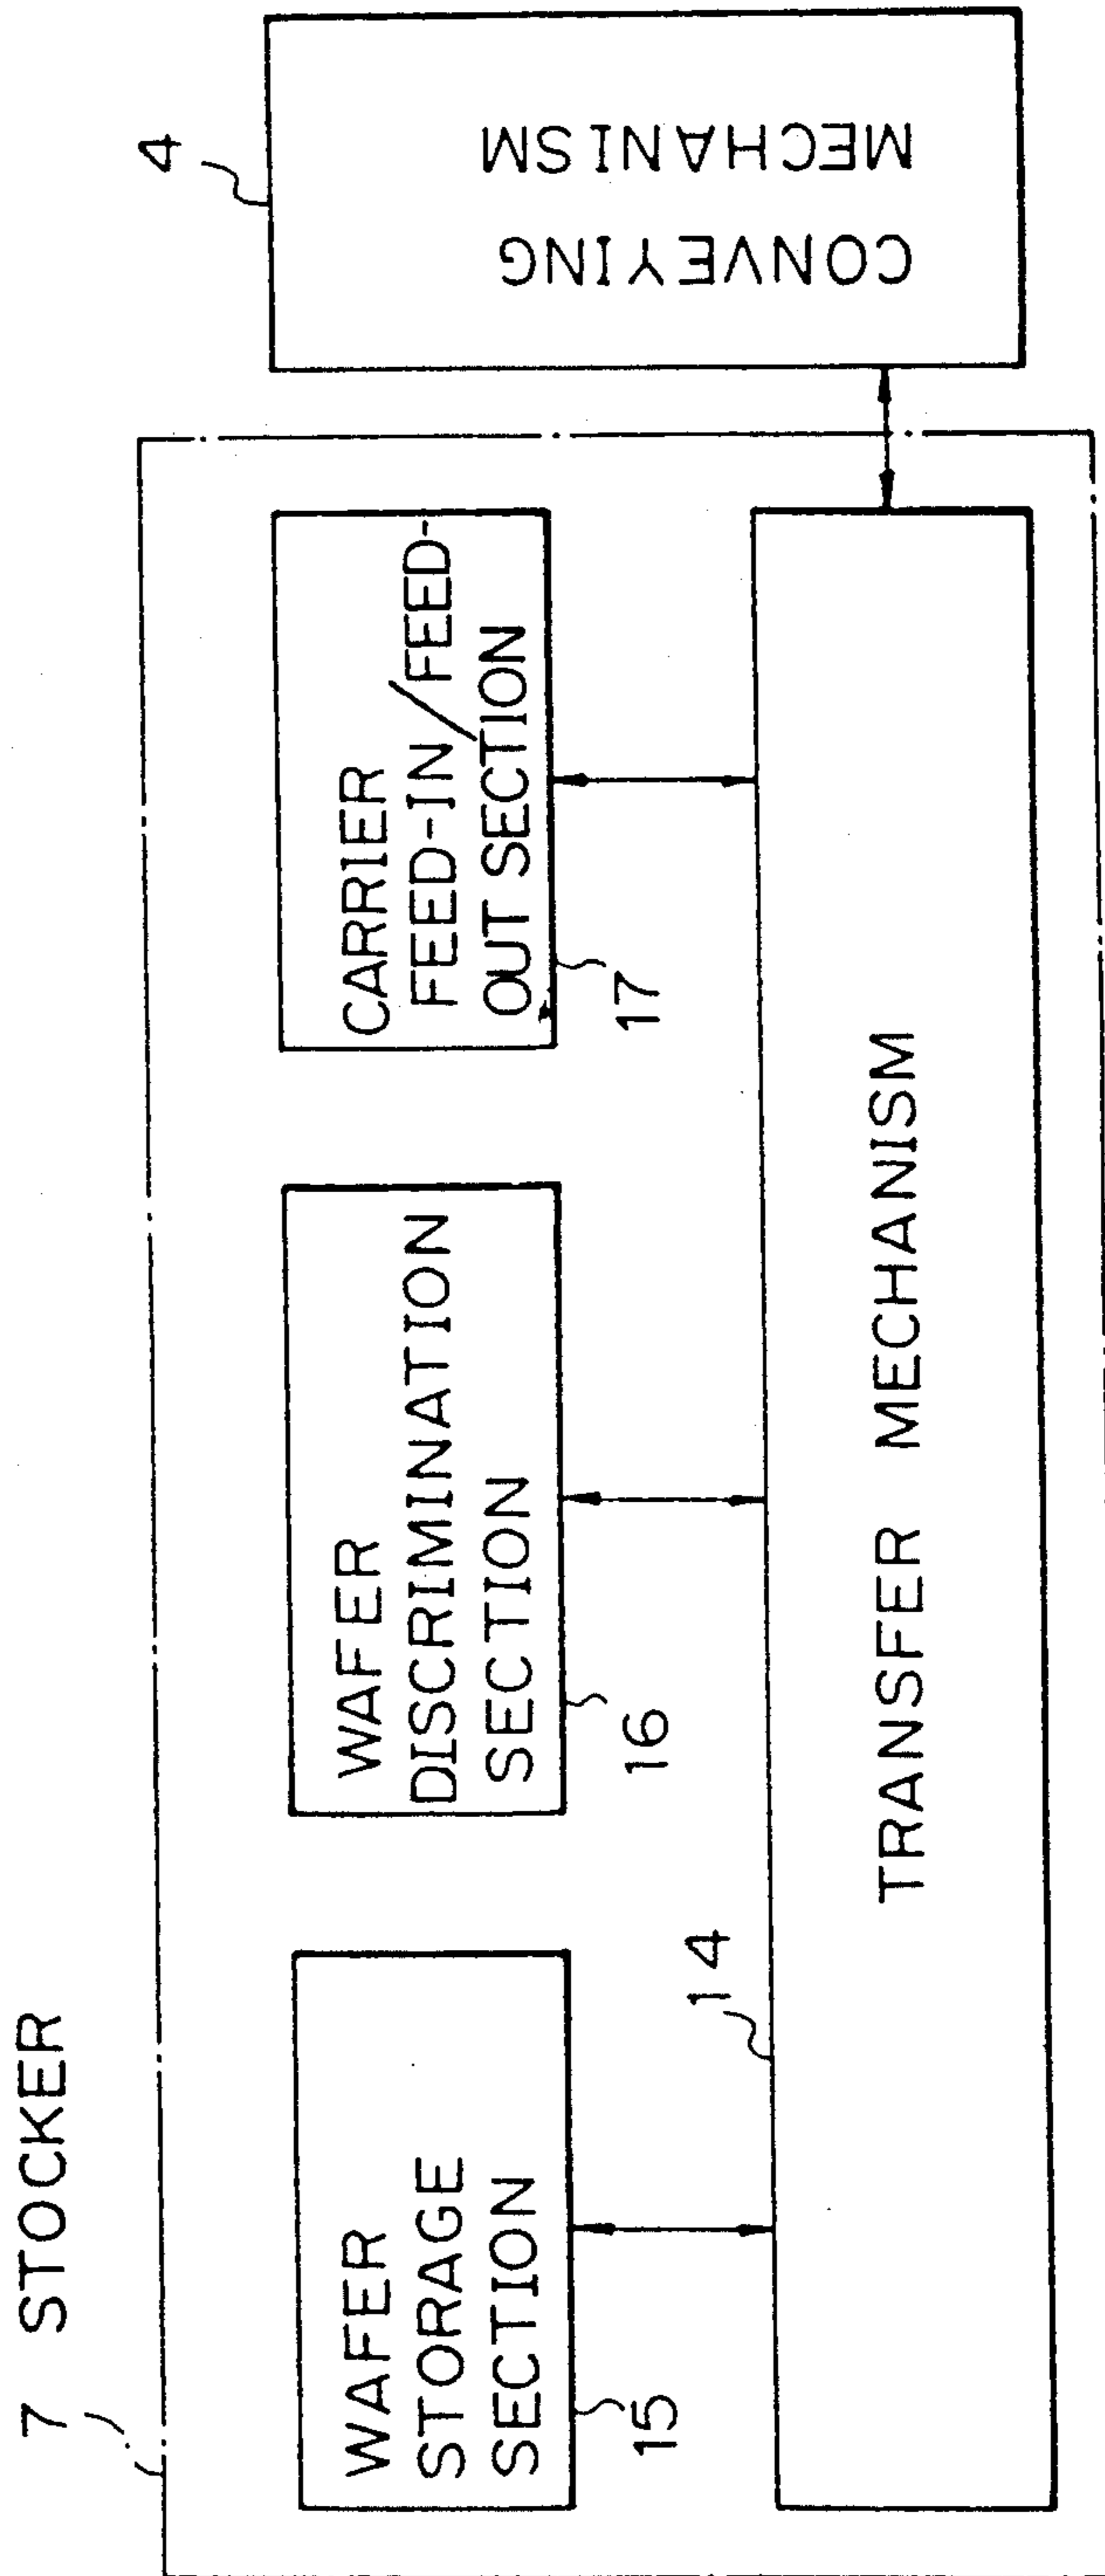 7 STOCKER
WAFER
STORAGE
SECTION
15
WAFER
DISCRIMINATION
SECTION
16
CARRIER
FEED-IN/FEED-
OUT SECTION
17
14
TRANSFER MECHANISM
4
CONVEYING
MECHANISM